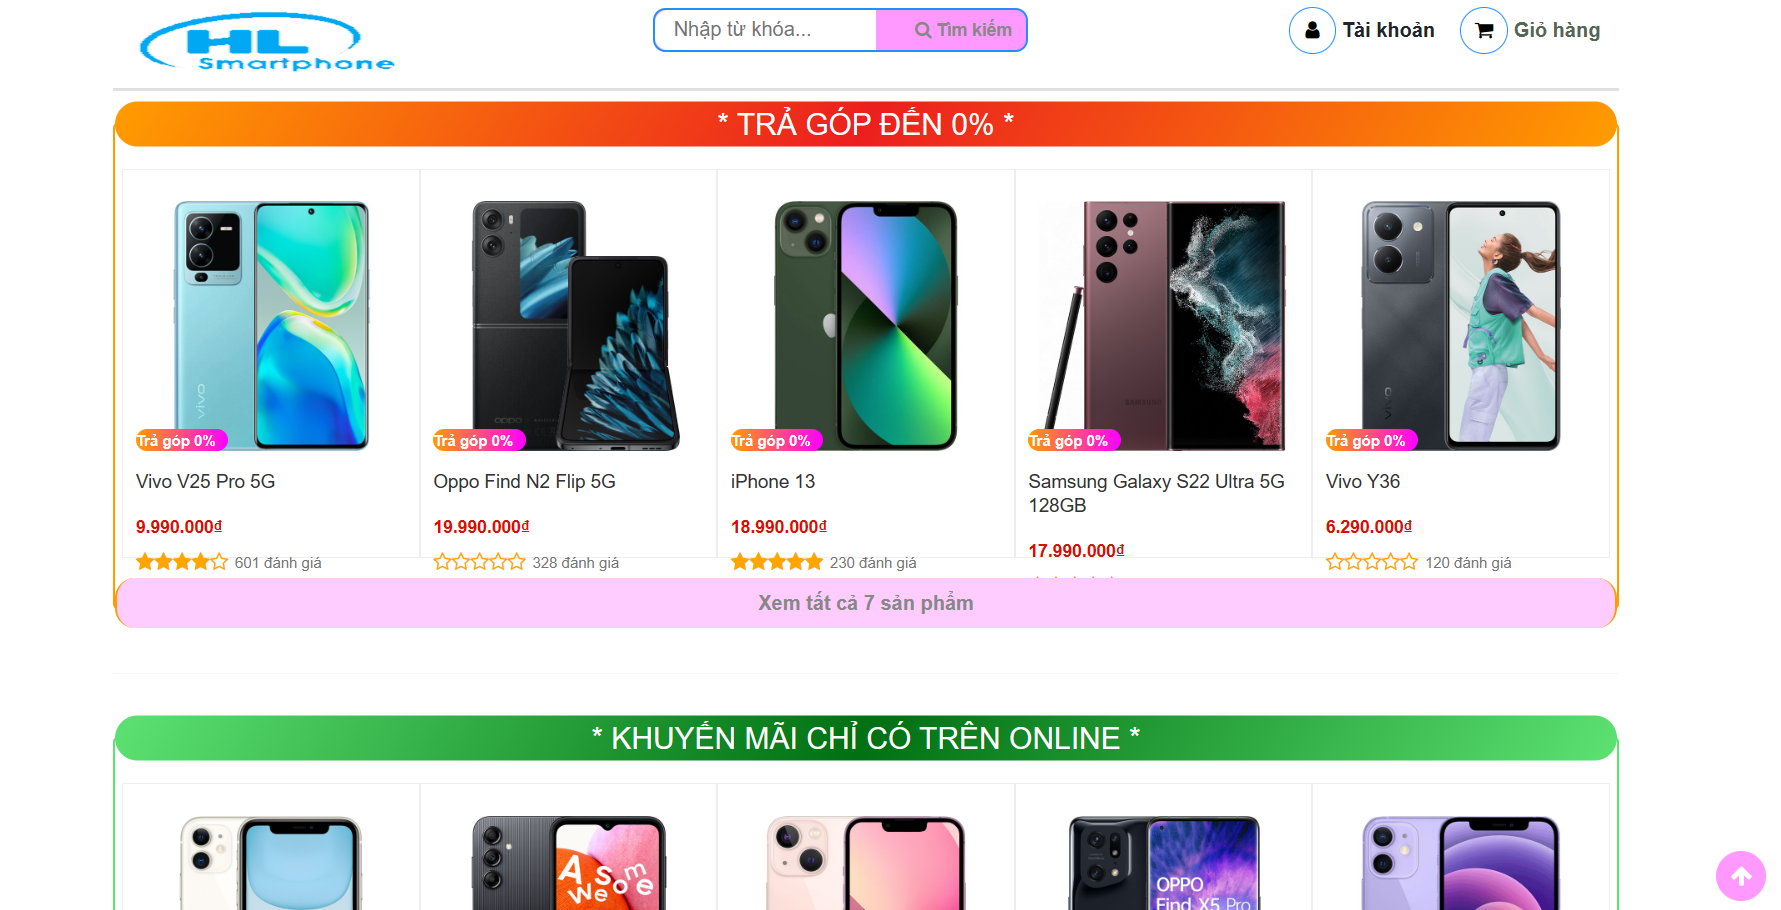 HL
Smartphone
Nhập từ khóa...
Tìm kiếm
Tài khoản
Giỏ hàng
* TRẢ GÓP ĐẾN 0% *
vivo
oppo
SAMSUNG
vivo
Trả góp 0%
Trả góp 0%
Trả góp 0%
Trả góp 0%
Trả góp 0%
Vivo V25 Pro 5G
Oppo Find N2 Flip 5G
iPhone 13
Samsung Galaxy S22 Ultra 5G
128GB
Vivo Y36
9.990.000₫
19.990.000₫
18.990.000₫
17.990.000₫
6.290.000₫
601 đánh giá
328 đánh giá
230 đánh giá
120 đánh giá
Xem tất cả 7 sản phẩm
* KHUYẾN MÃI CHỈ CÓ TRÊN ONLINE *
Awesome
OPPO
Find X5 Pro